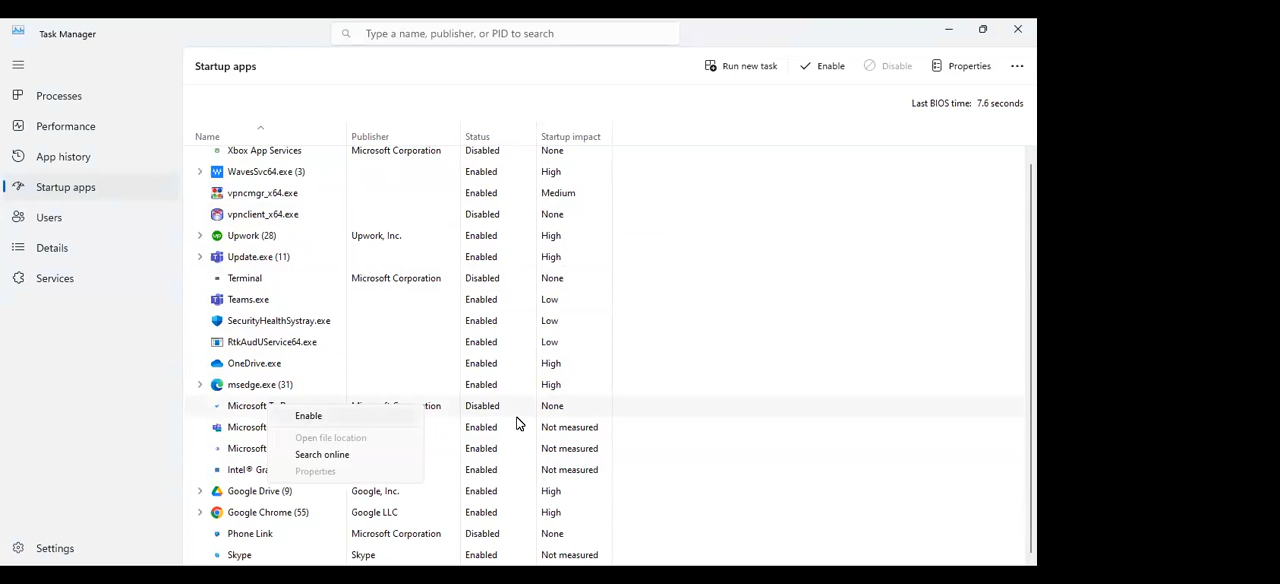 Task Manager
Type a name, publisher, or PID to search
Startup apps
Run new task
Enable
Disable
Properties
Last BIOS time: 7.6 seconds
Processes
Performance
App history
Startup apps
Users
Details
Services
Settings
Name Publisher Status Startup impact
Xbox App Services Microsoft Corporation Disabled None
WavesSvc64.exe (3) Enabled High
vpncmgr_x64.exe Enabled Medium
vpnclient_x64.exe Disabled None
Upwork (28) Upwork, Inc. Enabled High
Update.exe (11) Enabled High
Terminal Microsoft Corporation Disabled None
Teams.exe Enabled Low
SecurityHealthSystray.exe Enabled Low
RtkAudUService64.exe Enabled Low
OneDrive.exe Enabled High
msedge.exe (31) Enabled High
Microsoft Disabled None
Microsoft Enabled Not measured
Microsoft Enabled Not measured
Intel® Gra Enabled Not measured
Google Drive (9) Google, Inc. Enabled High
Google Chrome (55) Google LLC Enabled High
Phone Link Microsoft Corporation Disabled None
Skype Skype Enabled Not measured
Enable
Open file location
Search online
Properties